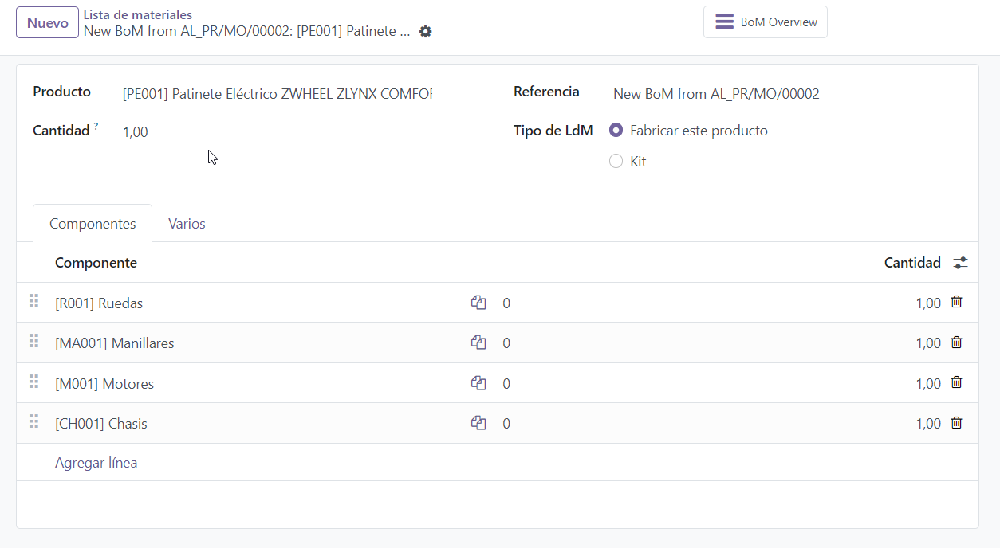 Nuevo
Lista de materiales
New BoM from AL_PR/MO/00002: [PE001] Patinete ...
BoM Overview
Producto
[PE001] Patinete Eléctrico ZWHEEL ZLYNX COMFOR
Referencia
New BoM from AL_PR/MO/00002
Cantidad ?
1,00
Tipo de LdM
Fabricar este producto
Kit
Componentes
Varios
Componente
Cantidad
[R001] Ruedas 0 1,00
[MA001] Manillares 0 1,00
[M001] Motores 0 1,00
[CH001] Chasis 0 1,00
Agregar línea